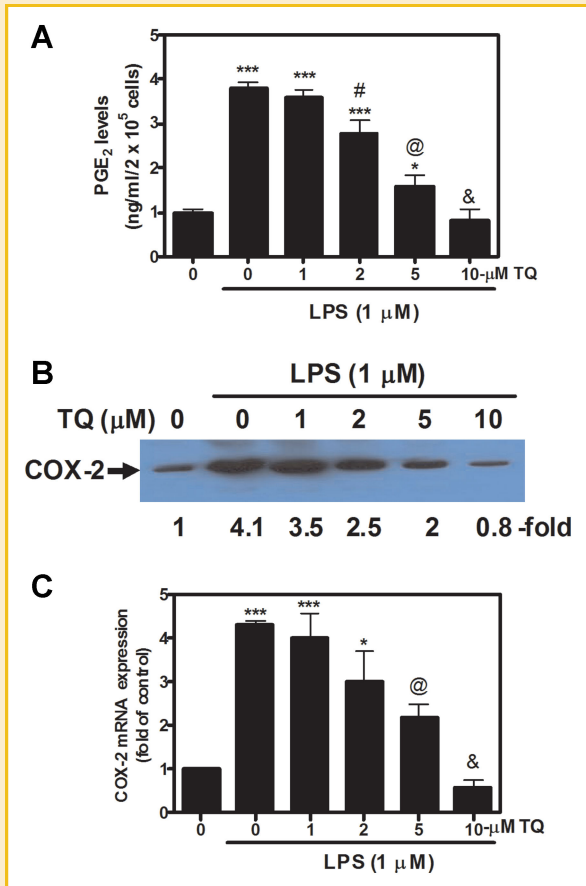 A
PGE2 levels
(ng/ml/2 x 10^5 cells)
5
4
3
2
1
0
***
***
#
***
@
*
&
0 0 1 2 5 10-μM TQ
LPS (1 μM)
B
LPS (1 μM)
TQ (μM) 0 0 1 2 5 10
COX-2
1 4.1 3.5 2.5 2 0.8 -fold
C
COX-2 mRNA expression
(fold of control)
5
4
3
2
1
0
***
***
*
@
&
0 0 1 2 5 10-μM TQ
LPS (1 μM)